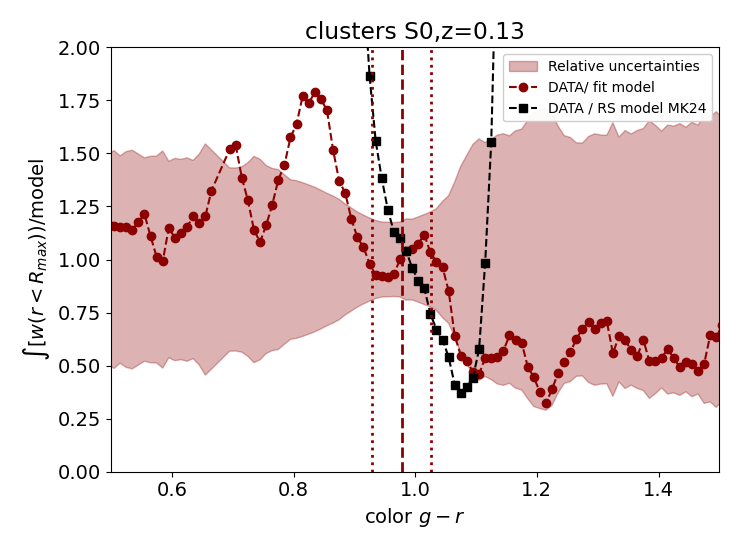 clusters S0,z=0.13
2.00
1.75
1.50
1.25
1.00
0.75
0.50
0.25
0.00
∫[w(r < R_max))/model
Relative uncertainties
DATA/ fit model
DATA / RS model MK24
0.6 0.8 1.0 1.2 1.4
color g − r